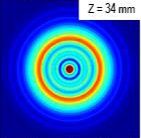 Z = 34 mm